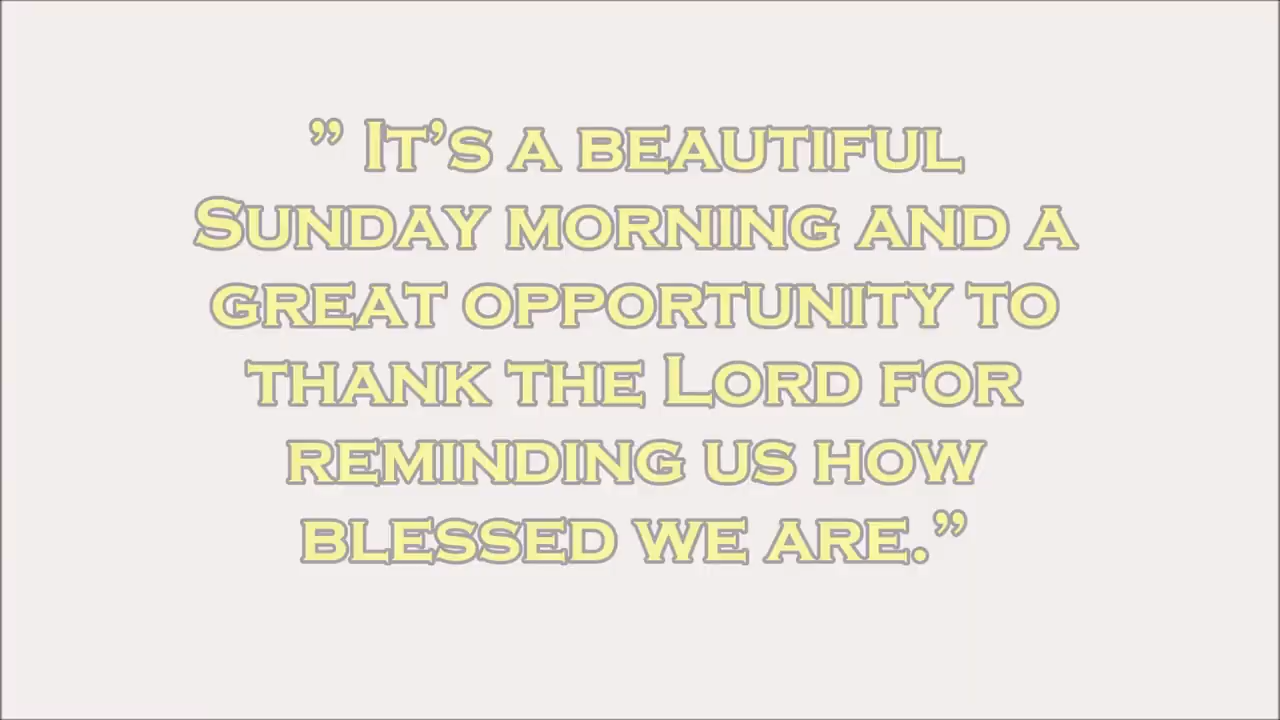 ” It’s a beautiful
Sunday morning and a
great opportunity to
thank the Lord for
reminding us how
blessed we are.”